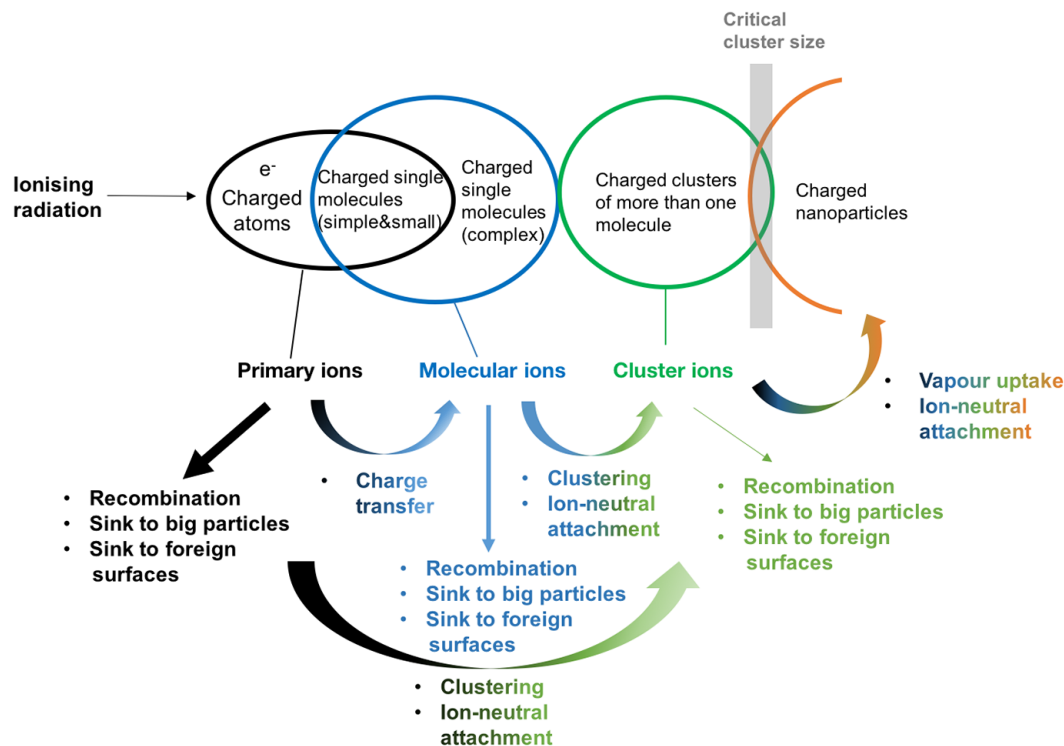 Critical
cluster size
Ionising
radiation
e-
Charged
atoms
Charged single
molecules
(simple&small)
Charged
single
molecules
(complex)
Charged clusters
of more than one
molecule
Charged
nanoparticles
Primary ions
Molecular ions
Cluster ions
• Vapour uptake
• Ion-neutral
attachment
• Charge
transfer
• Clustering
• Ion-neutral
attachment
• Recombination
• Sink to big particles
• Sink to foreign
surfaces
• Recombination
• Sink to big particles
• Sink to foreign
surfaces
• Recombination
• Sink to big particles
• Sink to foreign
surfaces
• Clustering
• Ion-neutral
attachment